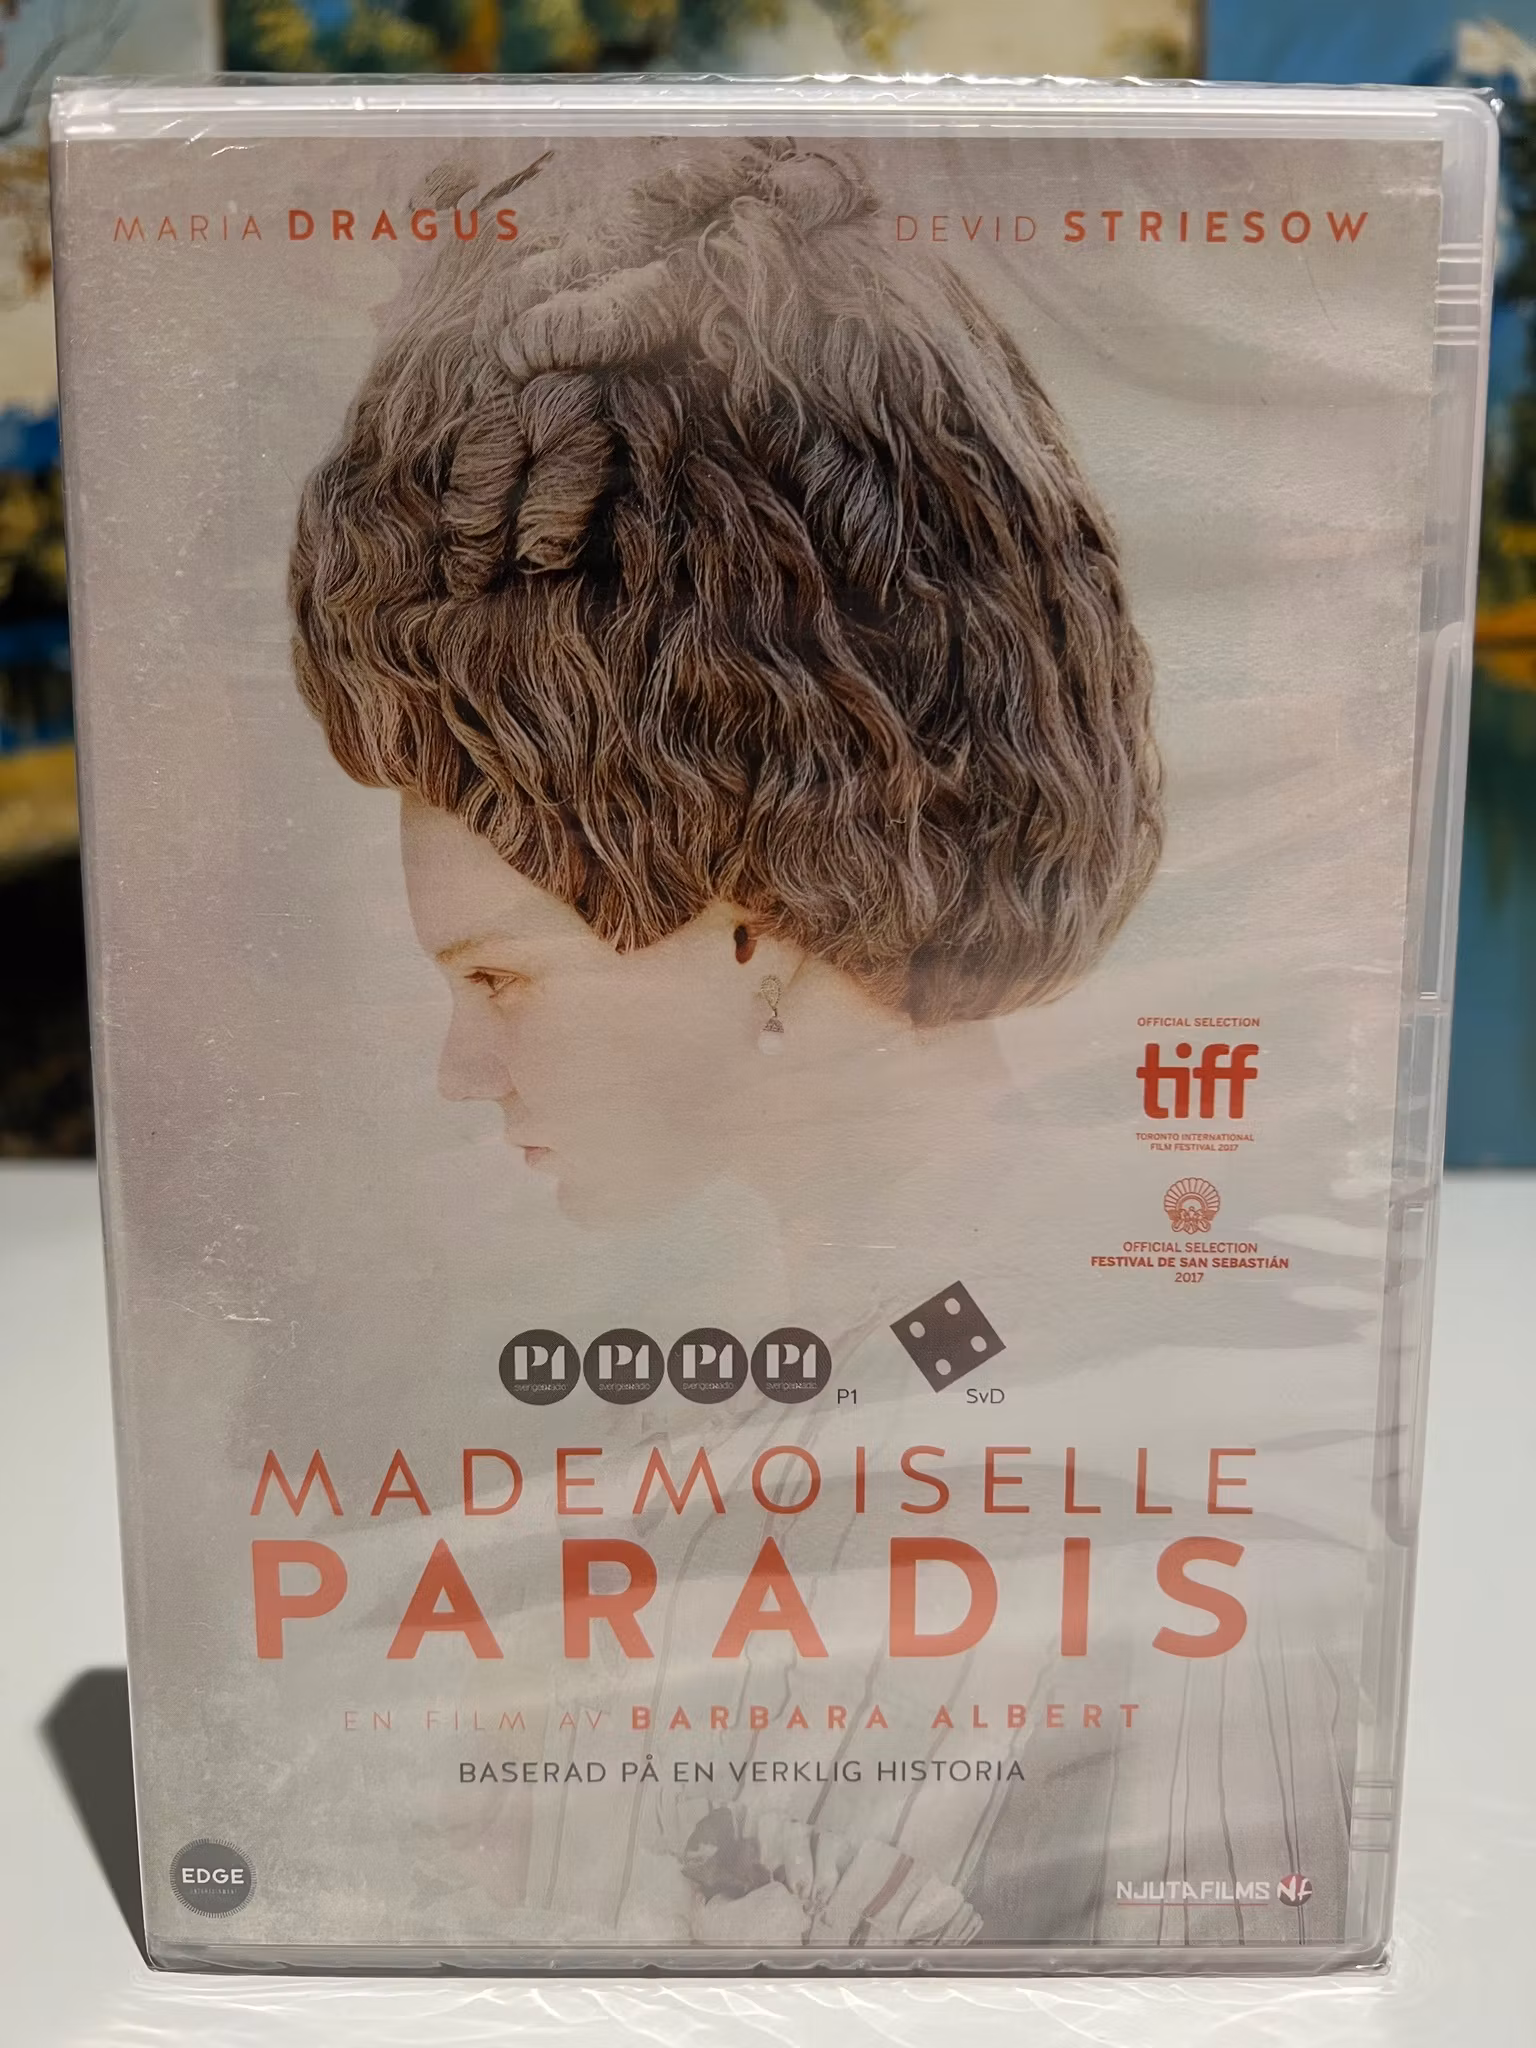 MARIA DRAGUS
DEVID STRIESOW
OFFICIAL SELECTION
tiff
TORONTO INTERNATIONAL
FILM FESTIVAL 2017
OFFICIAL SELECTION
FESTIVAL DE SAN SEBASTIÁN
2017
P1 P1 P1 P1 P1
SvD
MADEMOISELLE
PARADIS
EN FILM AV BARBARA ALBERT
BASERAD PÅ EN VERKLIG HISTORIA
EDGE
NJUTAFILMS NF